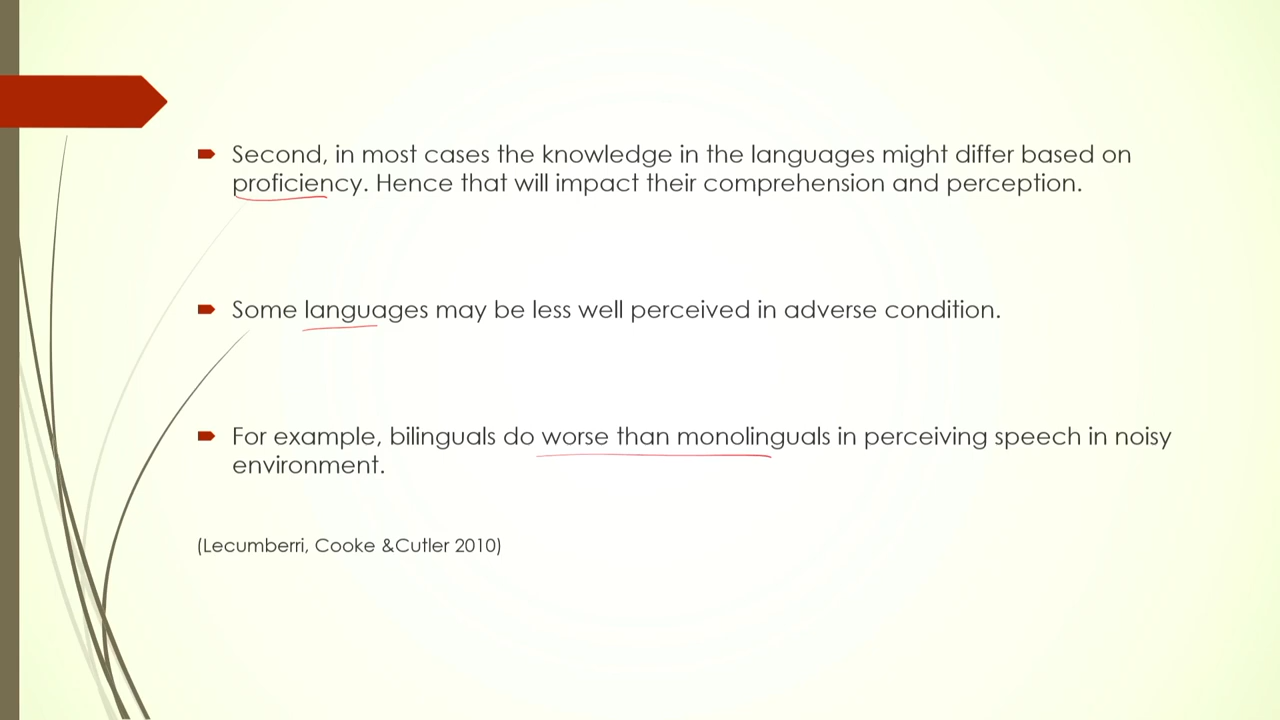 Second, in most cases the knowledge in the languages might differ based on
proficiency. Hence that will impact their comprehension and perception.
Some languages may be less well perceived in adverse condition.
For example, bilinguals do worse than monolinguals in perceiving speech in noisy
environment.
(Lecumberri, Cooke &Cutler 2010)